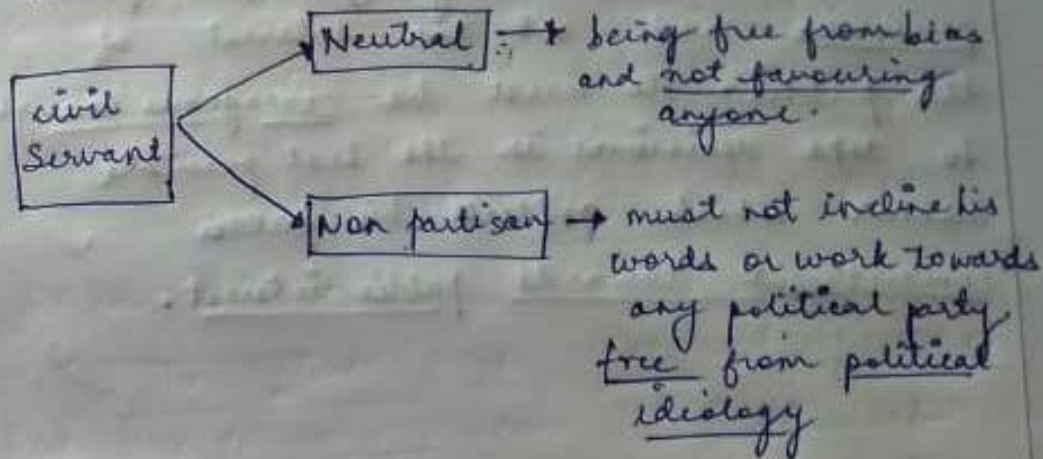 Neutral → being free from bias
and not favouring
anyone.
civil
Servant
Non partisan → must not incline his
words or work towards
any political party
free from political
ideology